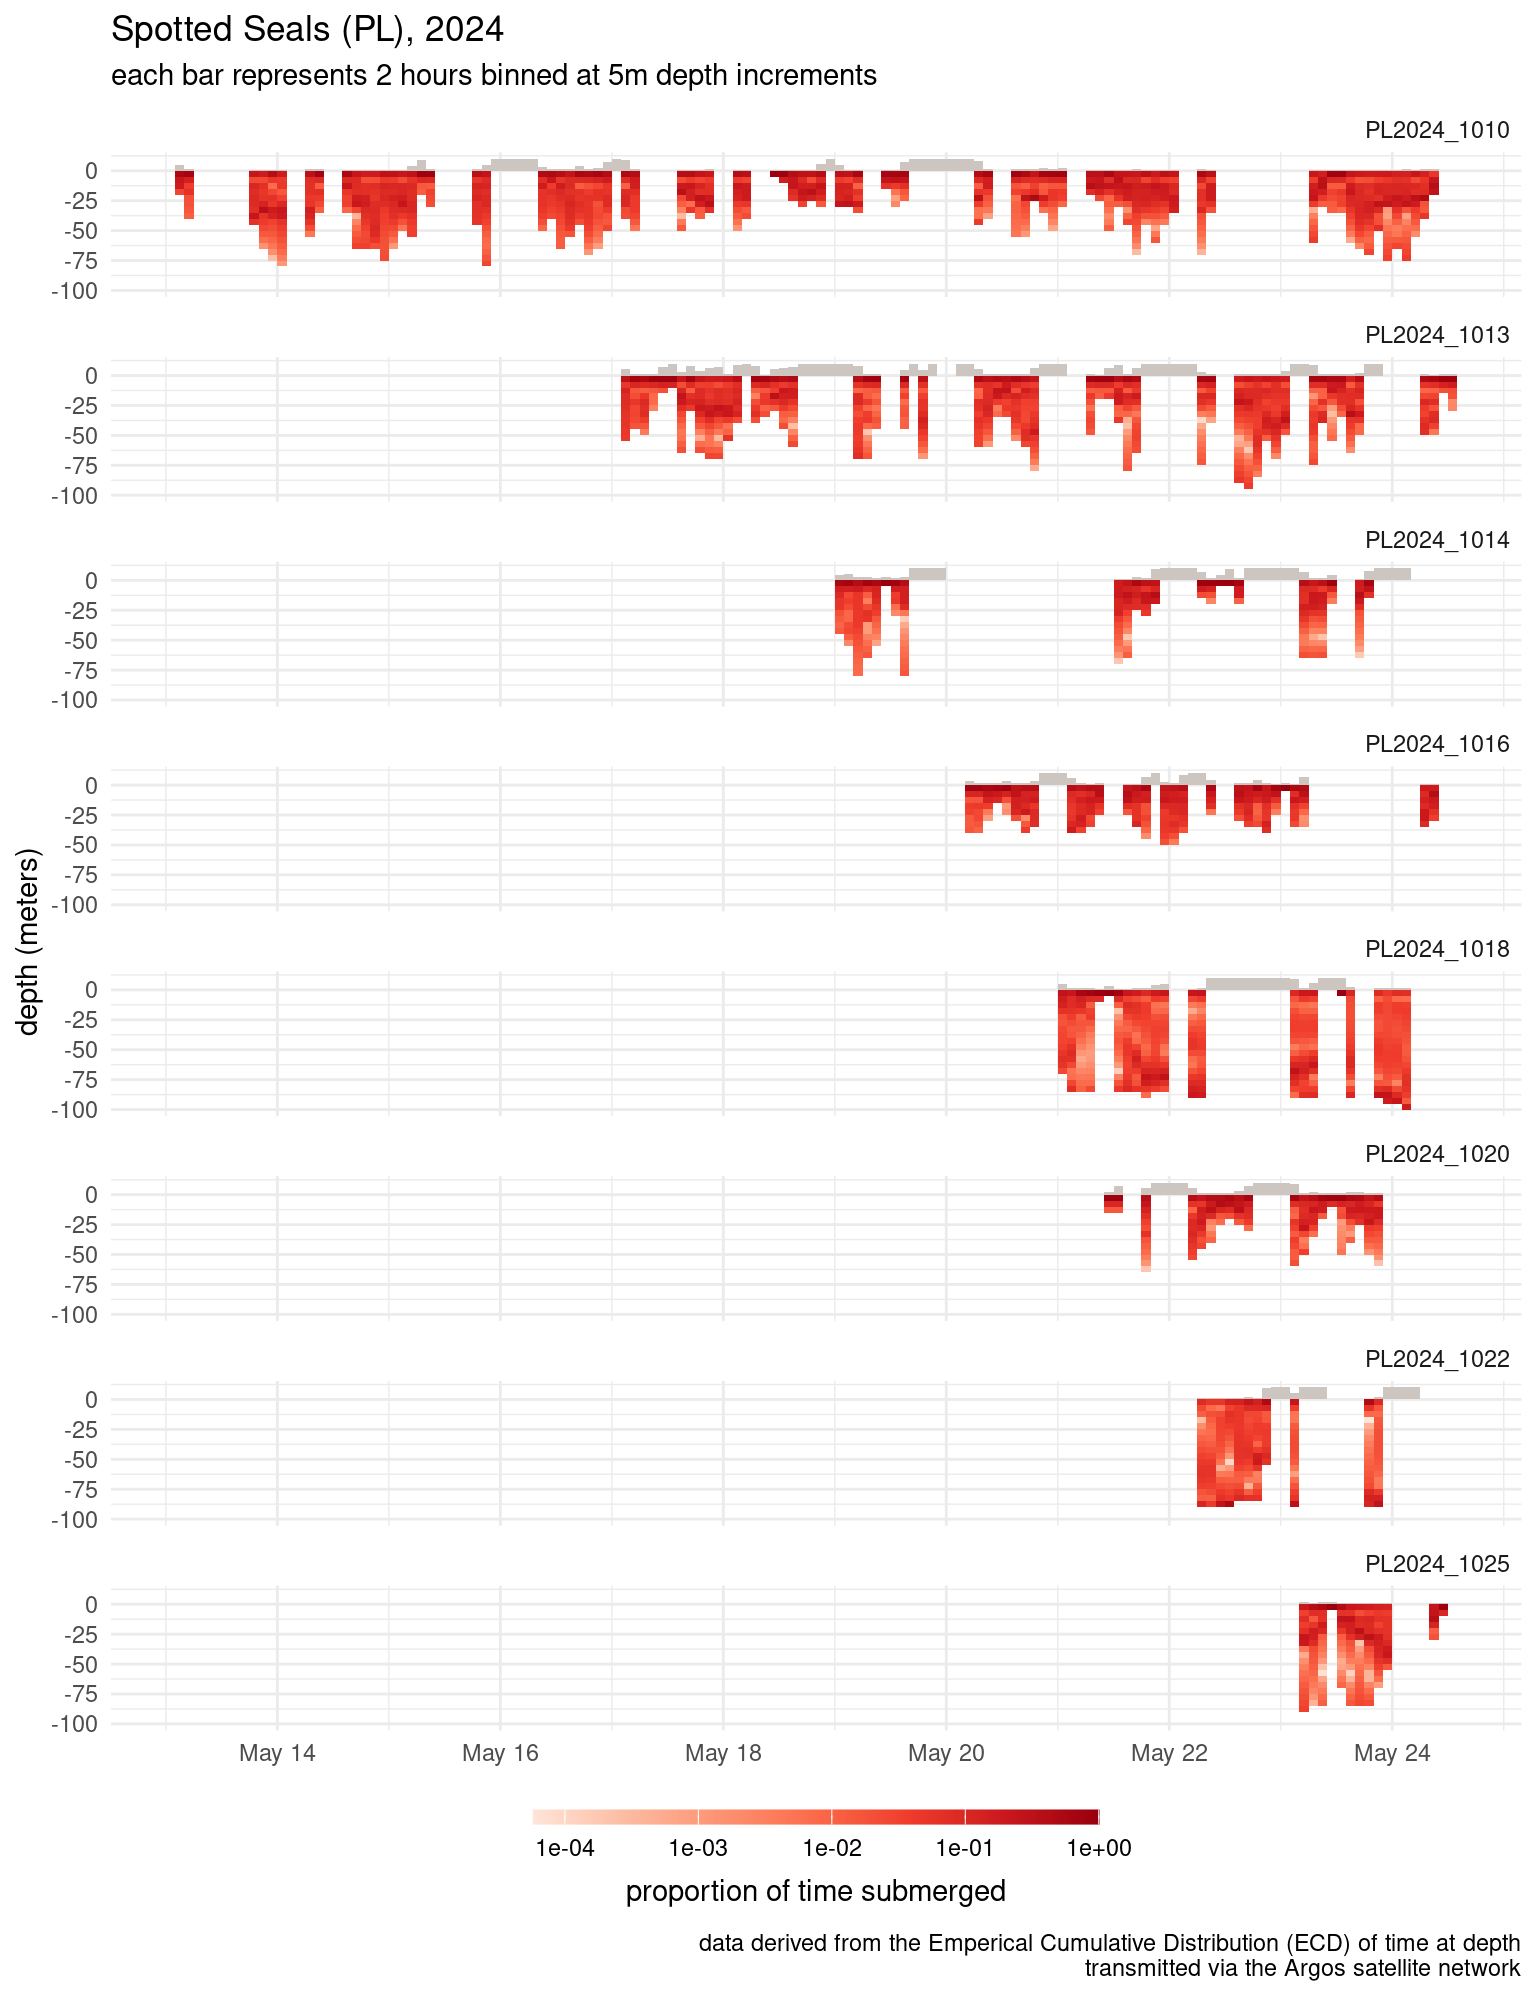 Spotted Seals (PL), 2024
each bar represents 2 hours binned at 5m depth increments
PL2024_1010
0
-25
-50
-75
-100
PL2024_1013
0
-25
-50
-75
-100
PL2024_1014
0
-25
-50
-75
-100
PL2024_1016
0
-25
-50
-75
-100
depth (meters)
PL2024_1018
0
-25
-50
-75
-100
PL2024_1020
0
-25
-50
-75
-100
PL2024_1022
0
-25
-50
-75
-100
PL2024_1025
0
-25
-50
-75
-100
May 14 May 16 May 18 May 20 May 22 May 24
1e-04 1e-03 1e-02 1e-01 1e+00
proportion of time submerged
data derived from the Emperical Cumulative Distribution (ECD) of time at depth
transmitted via the Argos satellite network